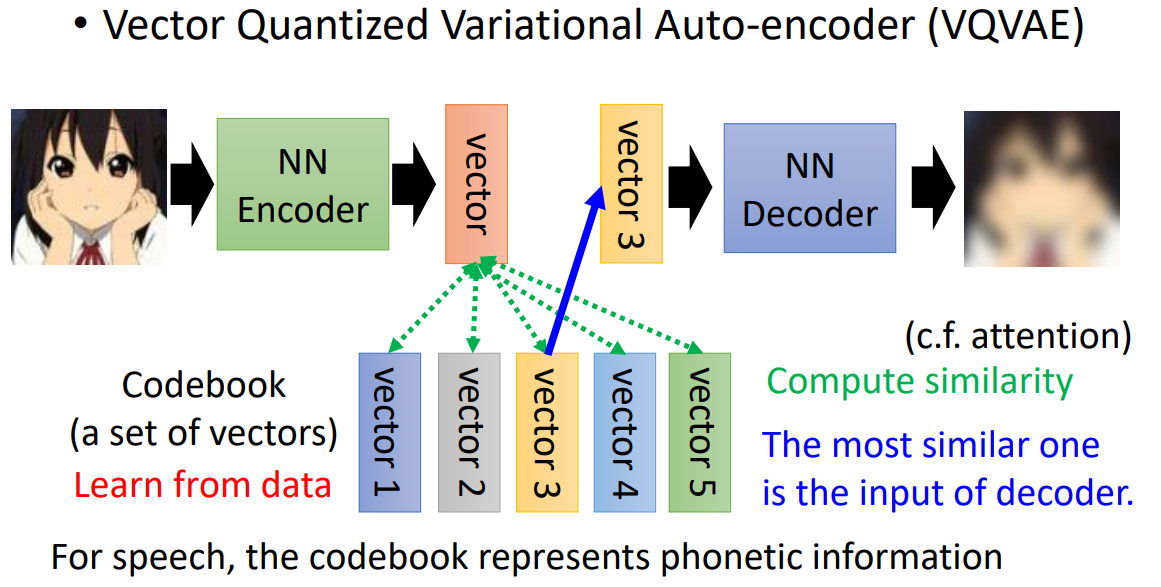 • Vector Quantized Variational Auto-encoder (VQVAE)
NN
Encoder
vector
vector 3
NN
Decoder
(c.f. attention)
Compute similarity
The most similar one
is the input of decoder.
Codebook
(a set of vectors)
Learn from data
vector 1
vector 2
vector 3
vector 4
vector 5
For speech, the codebook represents phonetic information